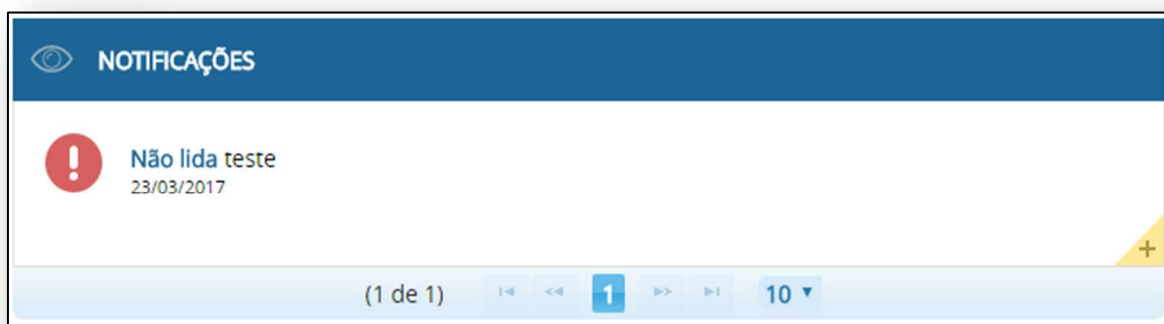 NOTIFICAÇÕES
Não lida teste
23/03/2017
(1 de 1) 1 10